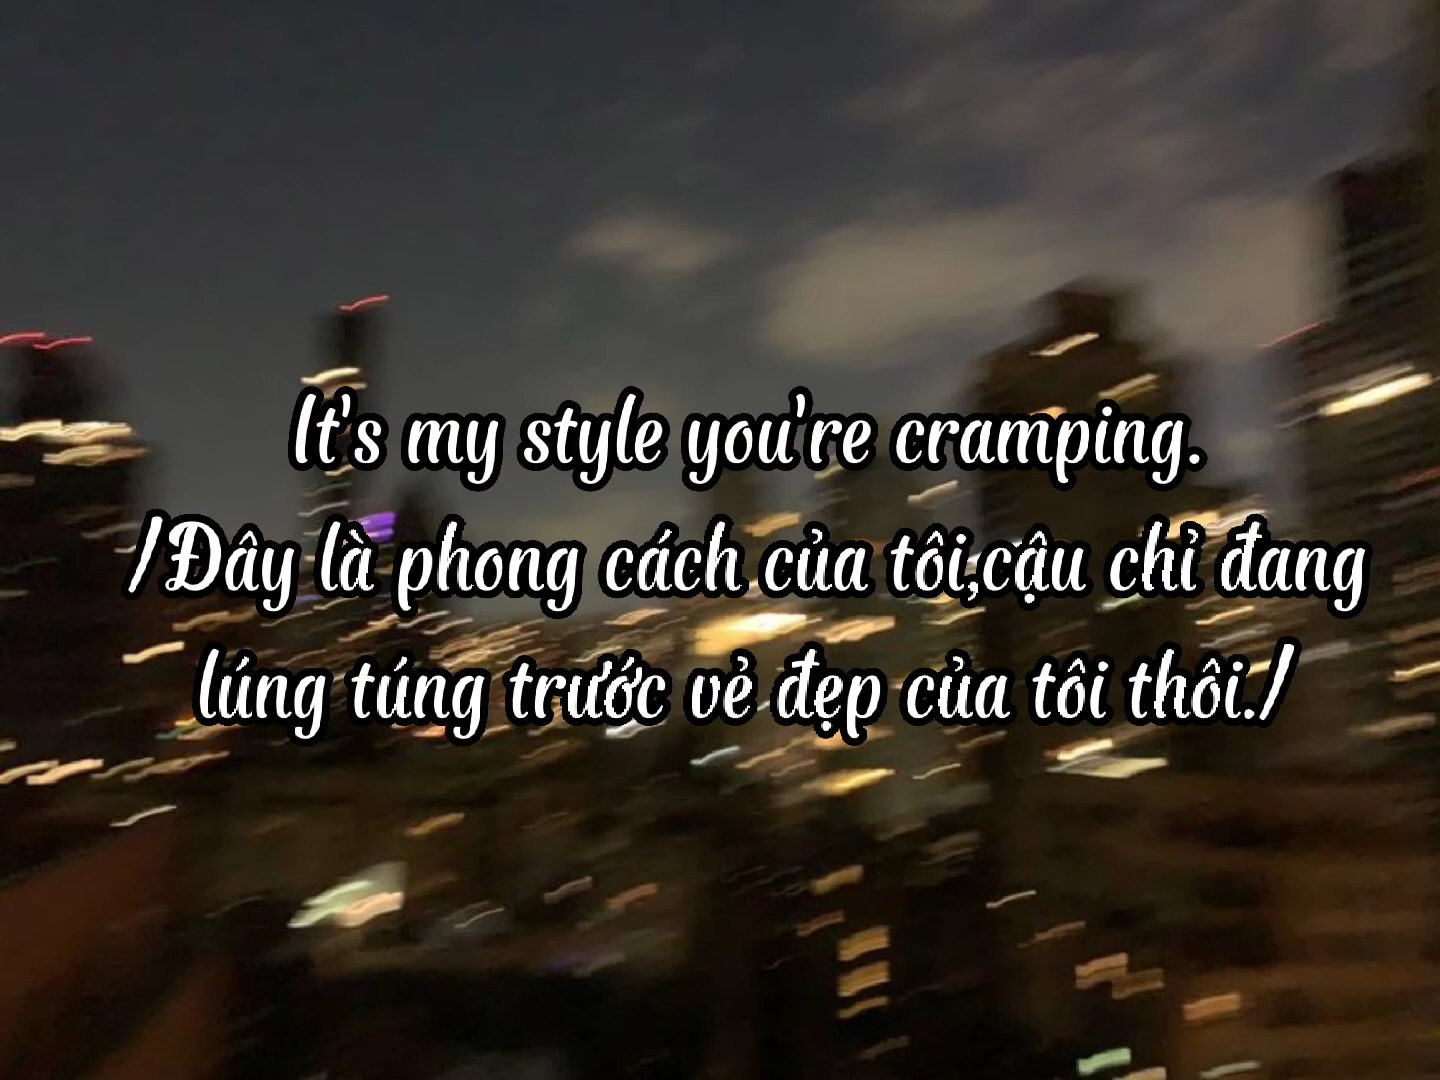 It's my style you're cramping.
/Đây là phong cách của tôi,cậu chỉ đang
lúng túng trước vẻ đẹp của tôi thôi./